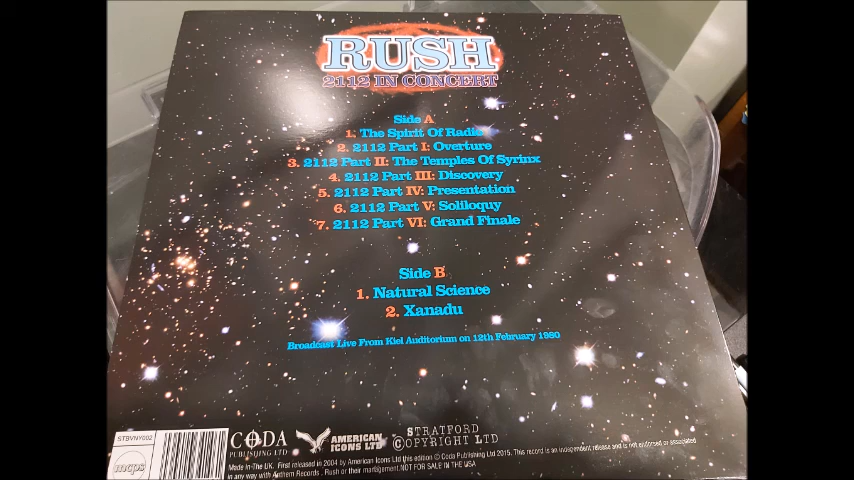 RUSH
2112 IN CONCERT
Side A
1. The Spirit Of Radio
2. 2112 Part I: Overture
3. 2112 Part II: The Temples Of Syrinx
4. 2112 Part III: Discovery
5. 2112 Part IV: Presentation
6. 2112 Part V: Soliloquy
7. 2112 Part VI: Grand Finale
Side B
1. Natural Science
2. Xanadu
Broadcast Live From Kiel Auditorium on 12th February 1980
STBVNY002
mcps
CODA
PUBLISHING LTD
AMERICAN
ICONS LTD
STRATFORD
COPYRIGHT LTD
Made in The UK. First released in 2004 by American Icons Ltd this edition © Coda Publishing Ltd 2015. This record is an independent release and is not endorsed or associated
in any way with Anthem Records. Rush or their management. NOT FOR SALE IN THE USA